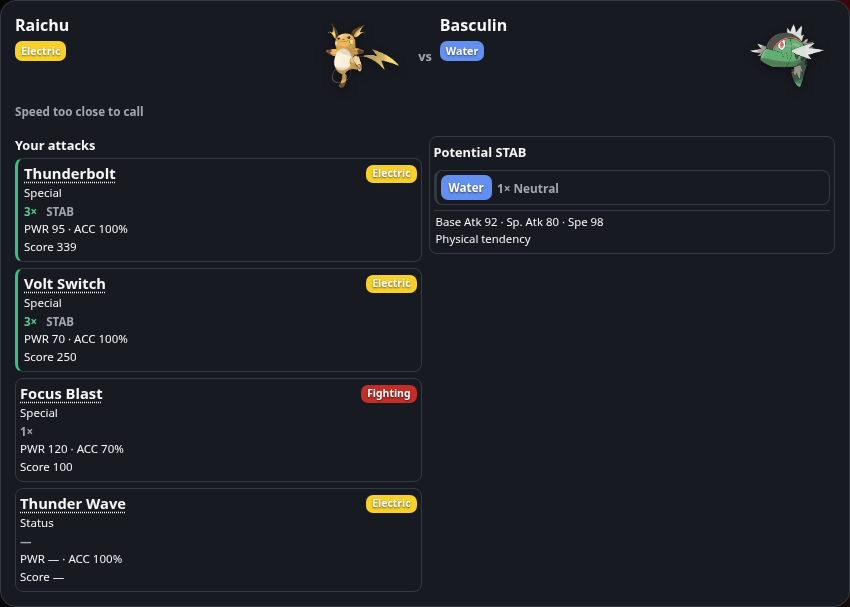 Raichu
Electric
vs
Basculin
Water
Speed too close to call
Your attacks
Thunderbolt
Electric
Special
3× STAB
PWR 95 · ACC 100%
Score 339
Volt Switch
Electric
Special
3× STAB
PWR 70 · ACC 100%
Score 250
Focus Blast
Fighting
Special
1×
PWR 120 · ACC 70%
Score 100
Thunder Wave
Electric
Status
—
PWR — · ACC 100%
Score —
Potential STAB
Water 1× Neutral
Base Atk 92 · Sp. Atk 80 · Spe 98
Physical tendency